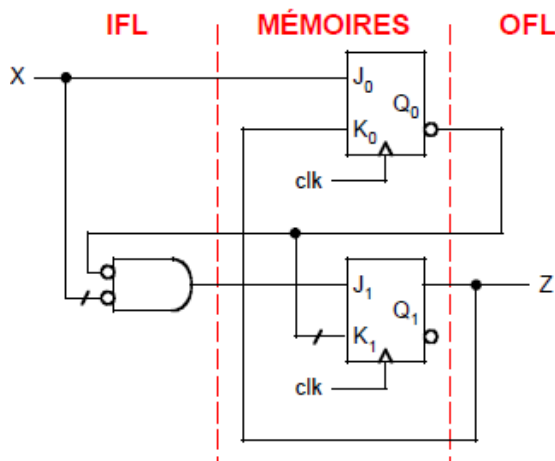 IFL MÉMOIRES OFL
X
J₀
Q₀
K₀
clk
J₁
Z
Q₁
K₁
clk